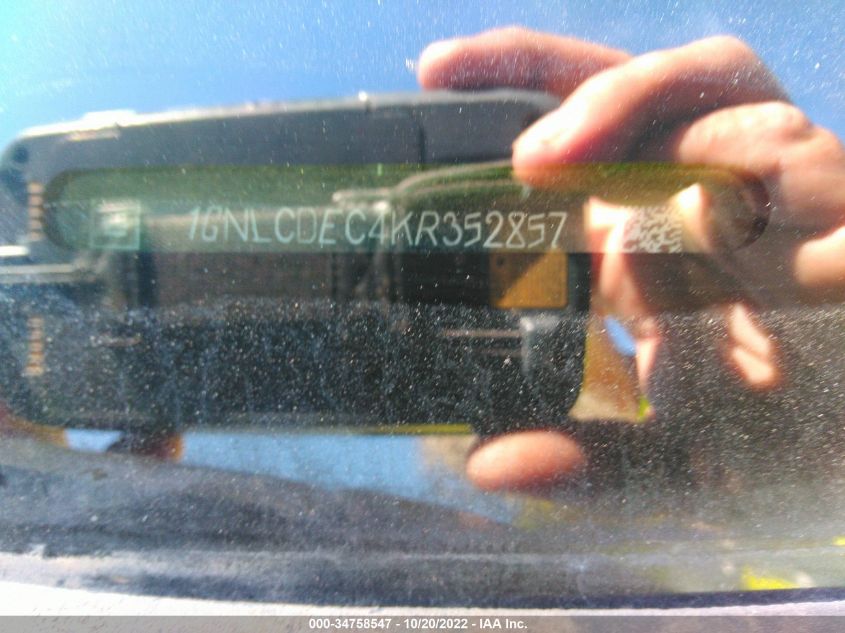 1GNLCDEC4KR352857
000-34758547 - 10/20/2022 - IAA Inc.